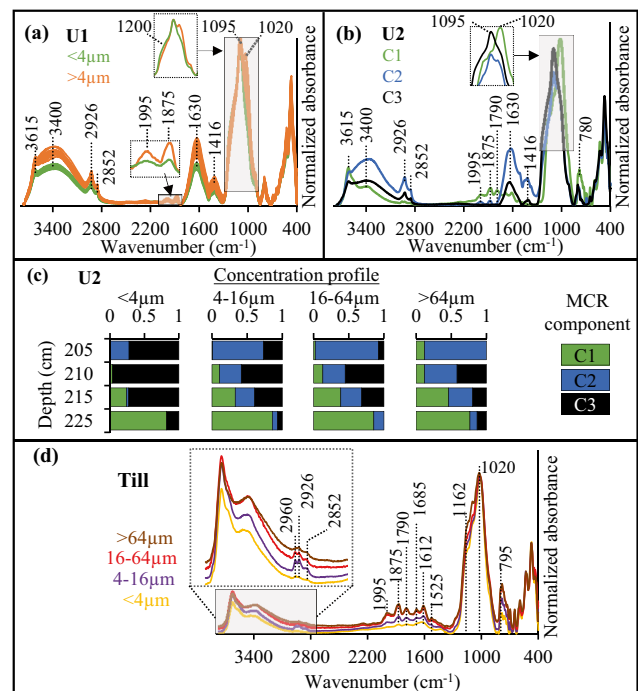 (a) U1
<4µm
>4µm
1200
1095
1020
3615
3400
2926
2852
1995
1875
1630
1416
1995
1875
Normalized absorbance
3400 2800 2200 1600 1000 400
Wavenumber (cm-1)
(b) U2
C1
C2
C3
1095
1020
3615
3400
2926
2852
1995
1875
1790
1630
1416
780
Normalized absorbance
3400 2800 2200 1600 1000 400
Wavenumber (cm-1)
(c) U2
Concentration profile
<4µm 4-16µm 16-64µm >64µm
0 0.5 1 0 0.5 1 0 0.5 1 0 0.5 1
Depth (cm)
205
210
215
225
MCR
component
C1
C2
C3
(d) Till
>64µm
16-64µm
4-16µm
<4µm
2960
2926
2852
1995
1875
1790
1685
1612
1525
1162
1020
795
Normalized absorbance
3400 2800 2200 1600 1000 400
Wavenumber (cm-1)